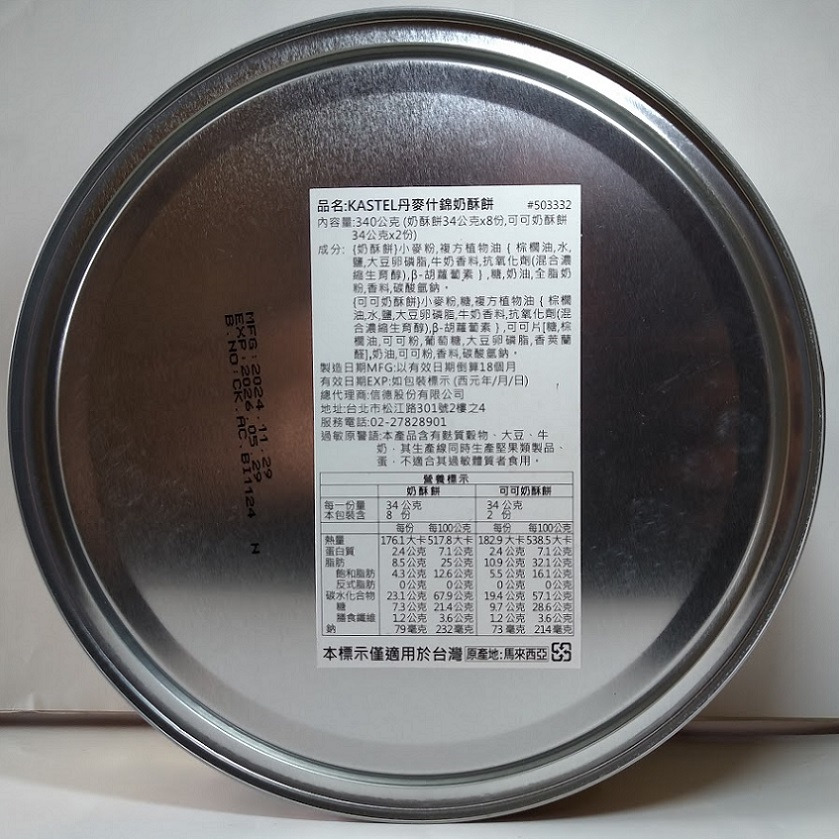 品名:KASTEL丹麥什錦奶酥餅 #503332
內容量:340公克 (奶酥餅34公克x8份,可可奶酥餅
34公克x2份)
成分: {奶酥餅}小麥粉,複方植物油 { 棕櫚油,水,
鹽,大豆卵磷脂,牛奶香料,抗氧化劑(混合濃
縮生育醇),β-胡蘿蔔素 },糖,奶油,全脂奶
粉,香料,碳酸氫鈉。
{可可奶酥餅}小麥粉,糖,複方植物油 { 棕櫚
油,水,鹽,大豆卵磷脂,牛奶香料,抗氧化劑(混
合濃縮生育醇),β-胡蘿蔔素 },可可片[糖,棕
櫚油,可可粉,葡萄糖,大豆卵磷脂,香莢蘭
醛],奶油,可可粉,香料,碳酸氫鈉。
製造日期MFG:以有效日期倒算18個月
有效日期EXP:如包裝標示 (西元年/月/日)
總代理商:信德股份有限公司
地址:台北市松江路301號2樓之4
服務電話:02-27828901
過敏原警語:本產品含有麩質穀物、大豆、牛
奶,其生產線同時生產堅果類製品、
蛋,不適合其過敏體質者食用。
營養標示
奶酥餅 可可奶酥餅
每一份量 34 公克 34 公克
本包裝含 8 份 2 份
每份 每100公克 每份 每100公克
熱量 176.1 大卡 517.8 大卡 182.9 大卡 538.5 大卡
蛋白質 2.4 公克 7.1 公克 2.4 公克 7.1 公克
脂肪 8.5 公克 25 公克 10.9 公克 32.1 公克
飽和脂肪 4.3 公克 12.6 公克 5.5 公克 16.1 公克
反式脂肪 0 公克 0 公克 0 公克 0 公克
碳水化合物 23.1 公克 67.9 公克 19.4 公克 57.1 公克
糖 7.3 公克 21.4 公克 9.7 公克 28.6 公克
膳食纖維 1.2 公克 3.6 公克 1.2 公克 3.6 公克
鈉 79 毫克 232 毫克 73 毫克 214 毫克
本標示僅適用於台灣 原產地:馬來西亞
MFG:2024.11.29
EXP:2026.05.29
B.NO:CK.AC.BI1124 N